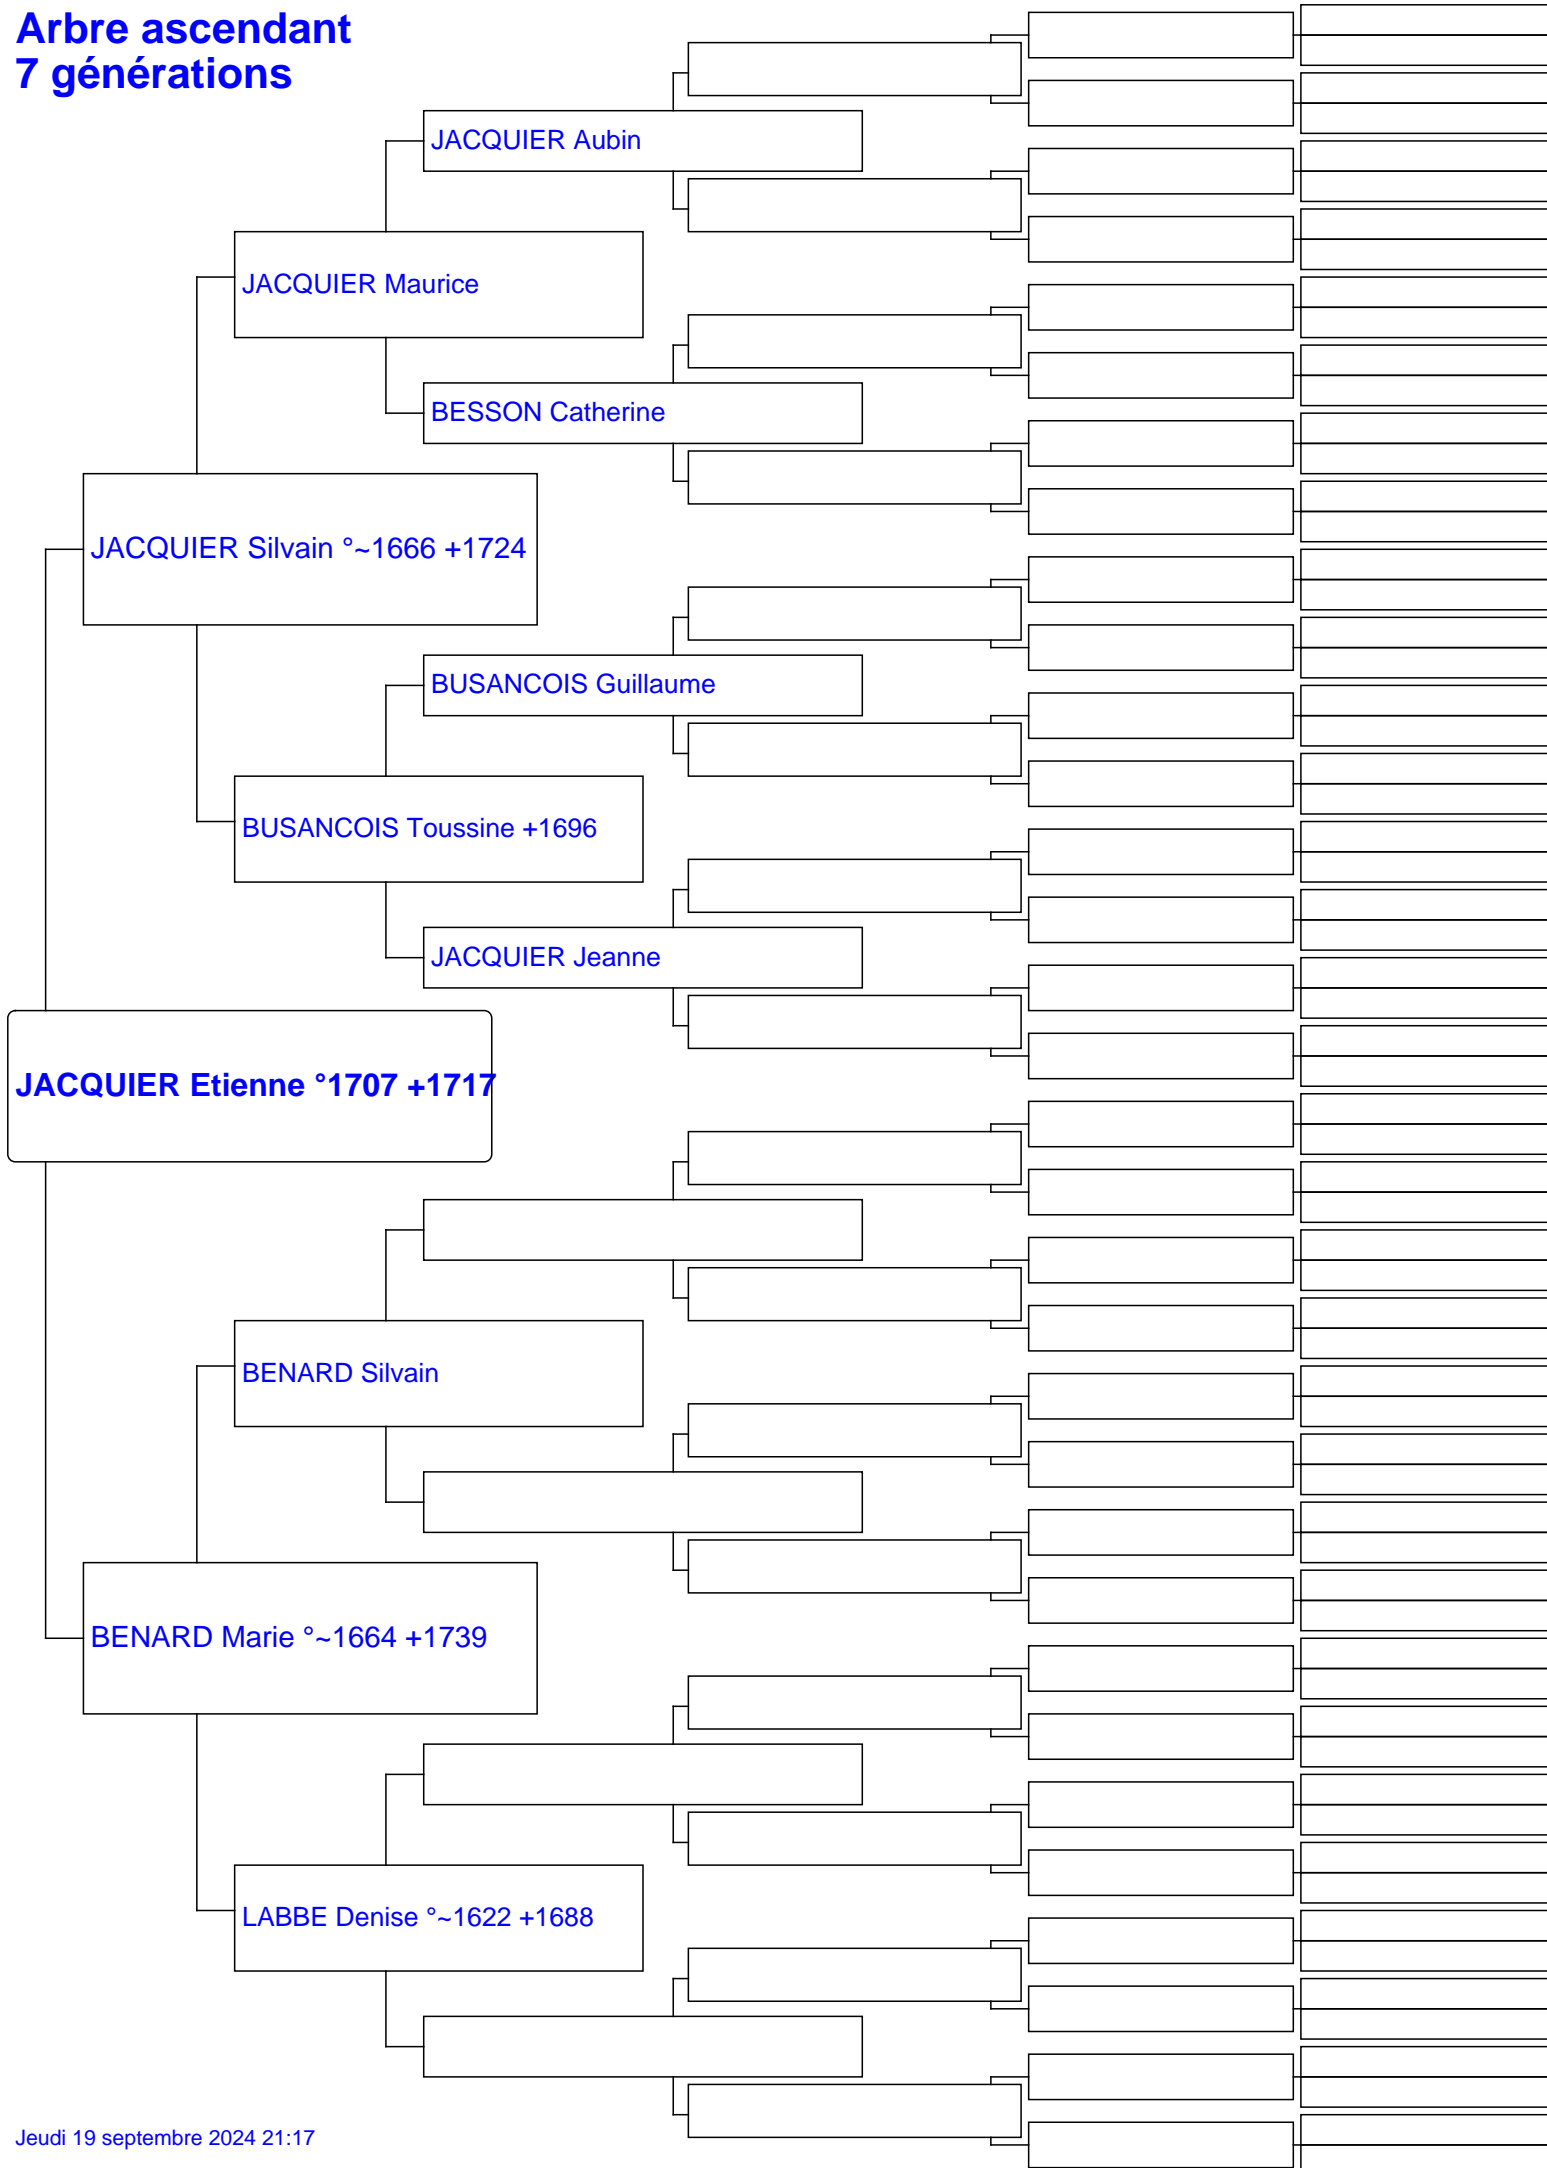 Arbre ascendant
7 générations
JACQUIER Aubin
JACQUIER Maurice
BESSON Catherine
JACQUIER Silvain °~1666 +1724
BUSANCOIS Guillaume
BUSANCOIS Toussine +1696
JACQUIER Jeanne
JACQUIER Etienne °1707 +1717
BENARD Silvain
BENARD Marie °~1664 +1739
LABBE Denise °~1622 +1688
Jeudi 19 septembre 2024 21:17